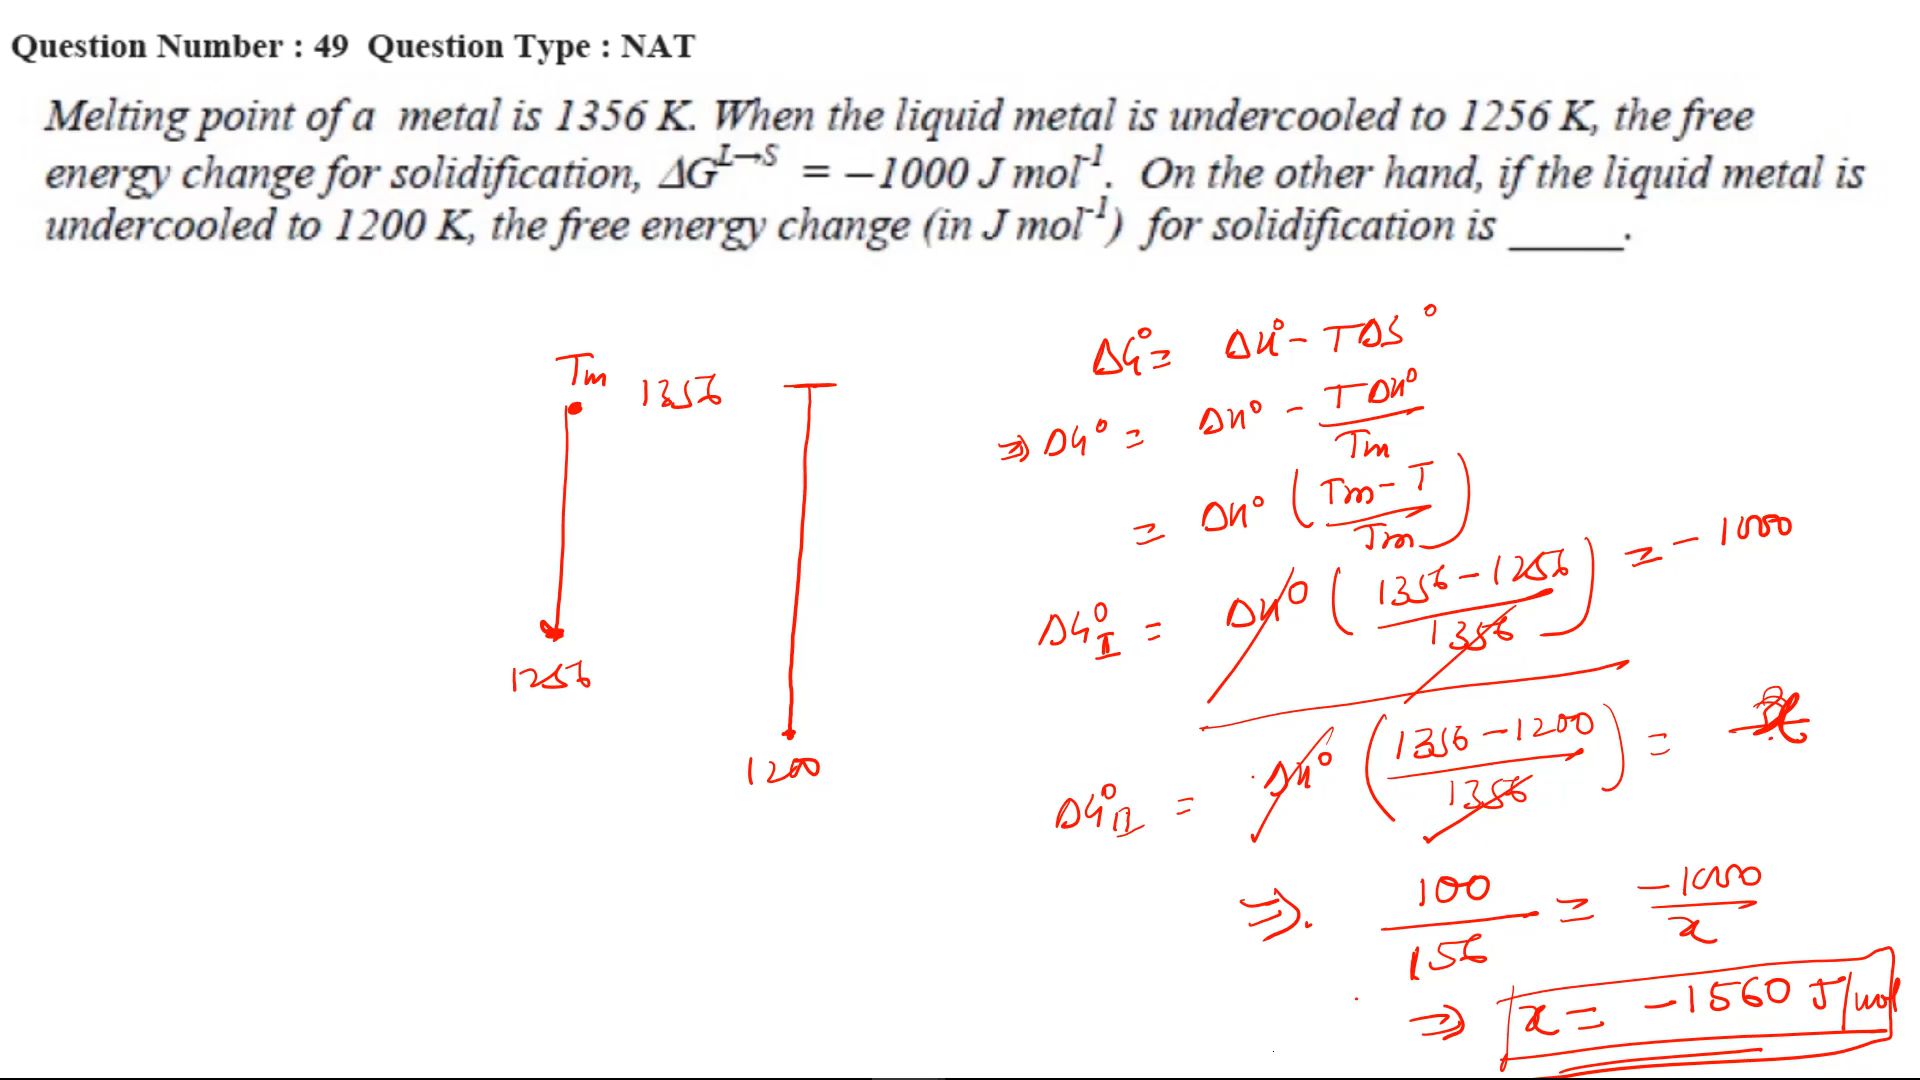 Question Number : 49 Question Type : NAT
Melting point of a metal is 1356 K. When the liquid metal is undercooled to 1256 K, the free
energy change for solidification, ΔG^L→S = −1000 J mol⁻¹. On the other hand, if the liquid metal is
undercooled to 1200 K, the free energy change (in J mol⁻¹) for solidification is _____.
Tm
1356
1256
1200
ΔG° = ΔH° - TΔS°
⇒ ΔG° = ΔH° - TΔH°/Tm
= ΔH° (Tm - T / Tm)
ΔG°I = ΔH° (1356 - 1256 / 1356) = - 1000
ΔG°II = ΔH° (1356 - 1200 / 1356) = x
⇒ 100/156 = -1000/x
⇒ x = -1560 J/mol